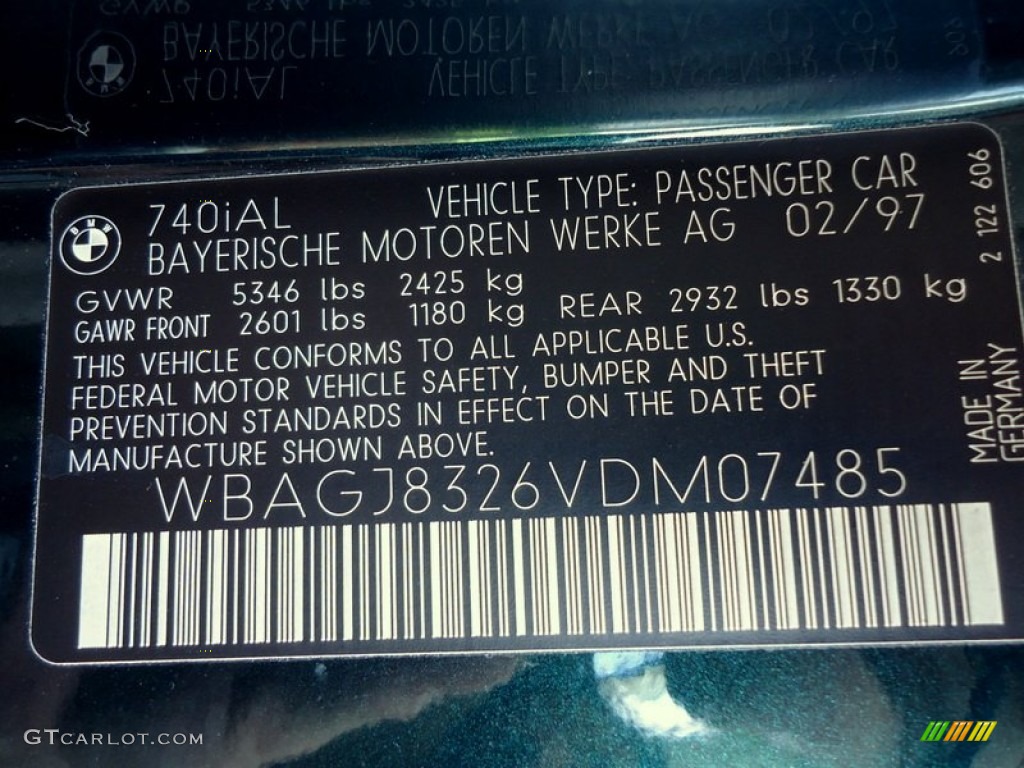 740iAL VEHICLE TYPE: PASSENGER CAR
BAYERISCHE MOTOREN WERKE AG 02/97
GVWR 5346 lbs 2425 kg
GAWR FRONT 2601 lbs 1180 kg REAR 2932 lbs 1330 kg
THIS VEHICLE CONFORMS TO ALL APPLICABLE U.S.
FEDERAL MOTOR VEHICLE SAFETY, BUMPER AND THEFT
PREVENTION STANDARDS IN EFFECT ON THE DATE OF
MANUFACTURE SHOWN ABOVE.
WBAGJ8326VDM07485
2 122 606
MADE IN
GERMANY
BMW
GTCARLOT.COM